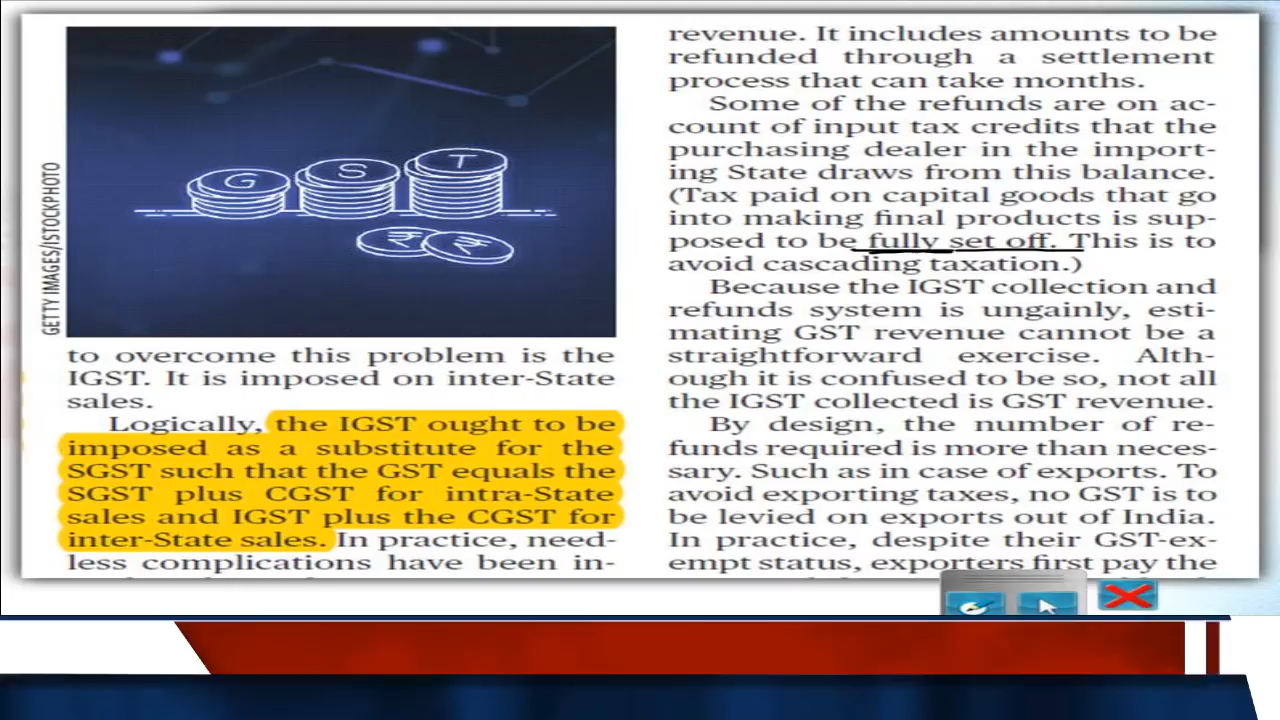 GETTY IMAGES/ISTOCKPHOTO
G S T
₹ ₹
to overcome this problem is the
IGST. It is imposed on inter-State
sales.
Logically, the IGST ought to be
imposed as a substitute for the
SGST such that the GST equals the
SGST plus CGST for intra-State
sales and IGST plus the CGST for
inter-State sales. In practice, need-
less complications have been in-
revenue. It includes amounts to be
refunded through a settlement
process that can take months.
Some of the refunds are on ac-
count of input tax credits that the
purchasing dealer in the import-
ing State draws from this balance.
(Tax paid on capital goods that go
into making final products is sup-
posed to be fully set off. This is to
avoid cascading taxation.)
Because the IGST collection and
refunds system is ungainly, esti-
mating GST revenue cannot be a
straightforward exercise. Alth-
ough it is confused to be so, not all
the IGST collected is GST revenue.
By design, the number of re-
funds required is more than neces-
sary. Such as in case of exports. To
avoid exporting taxes, no GST is to
be levied on exports out of India.
In practice, despite their GST-ex-
empt status, exporters first pay the